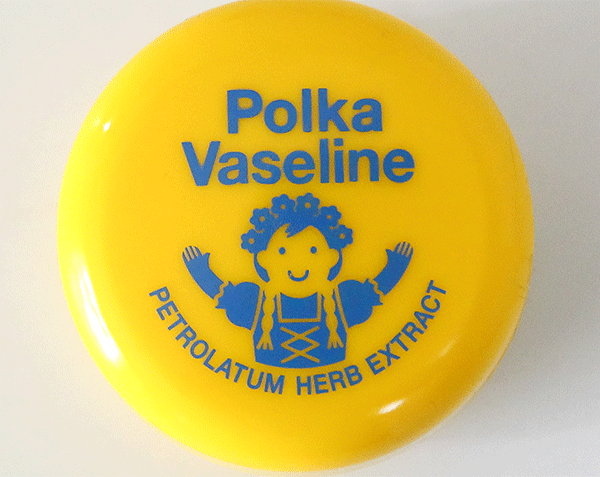 Polka
Vaseline
PETROLATUM HERB EXTRACT